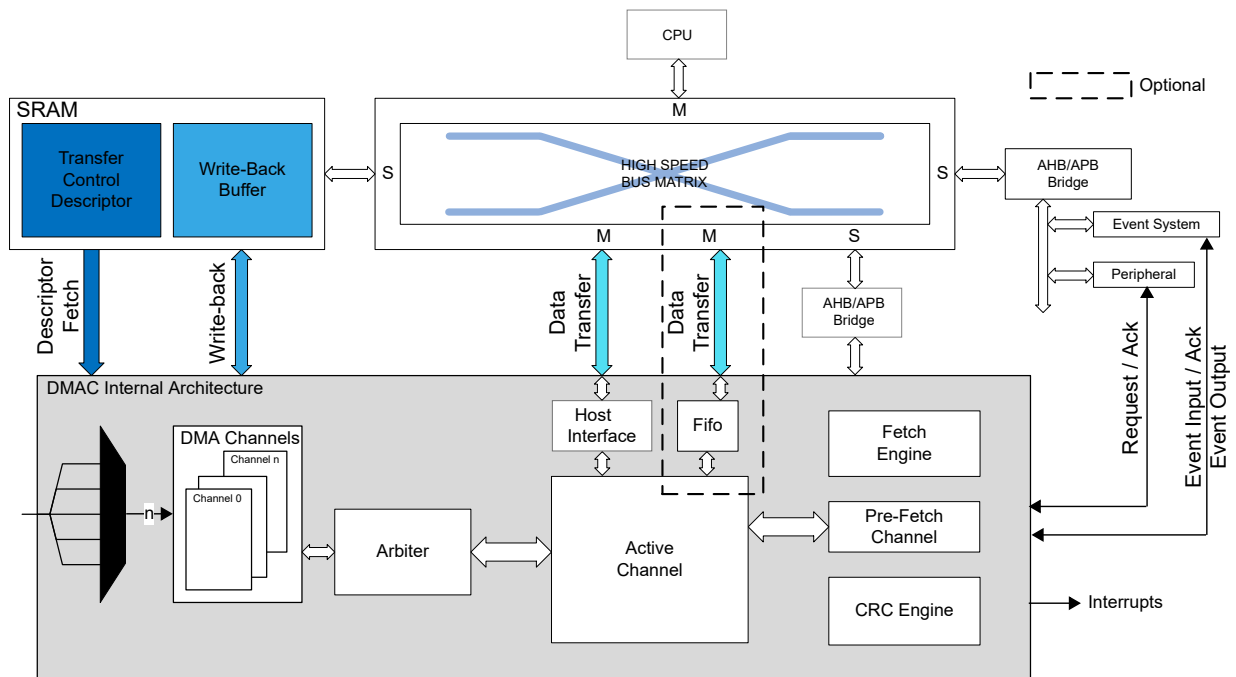 CPU
Optional
SRAM
M
Transfer
Control
Descriptor
Write-Back
Buffer
S
HIGH SPEED
BUS MATRIX
S
AHB/APB
Bridge
M
M
S
Event System
Peripheral
Descriptor
Fetch
Write-back
Data
Transfer
Data
Transfer
AHB/APB
Bridge
Request / Ack
Event Input / Ack
Event Output
DMAC Internal Architecture
DMA Channels
Channel n
Channel 0
n
Arbiter
Host
Interface
Fifo
Active
Channel
Fetch
Engine
Pre-Fetch
Channel
CRC Engine
Interrupts